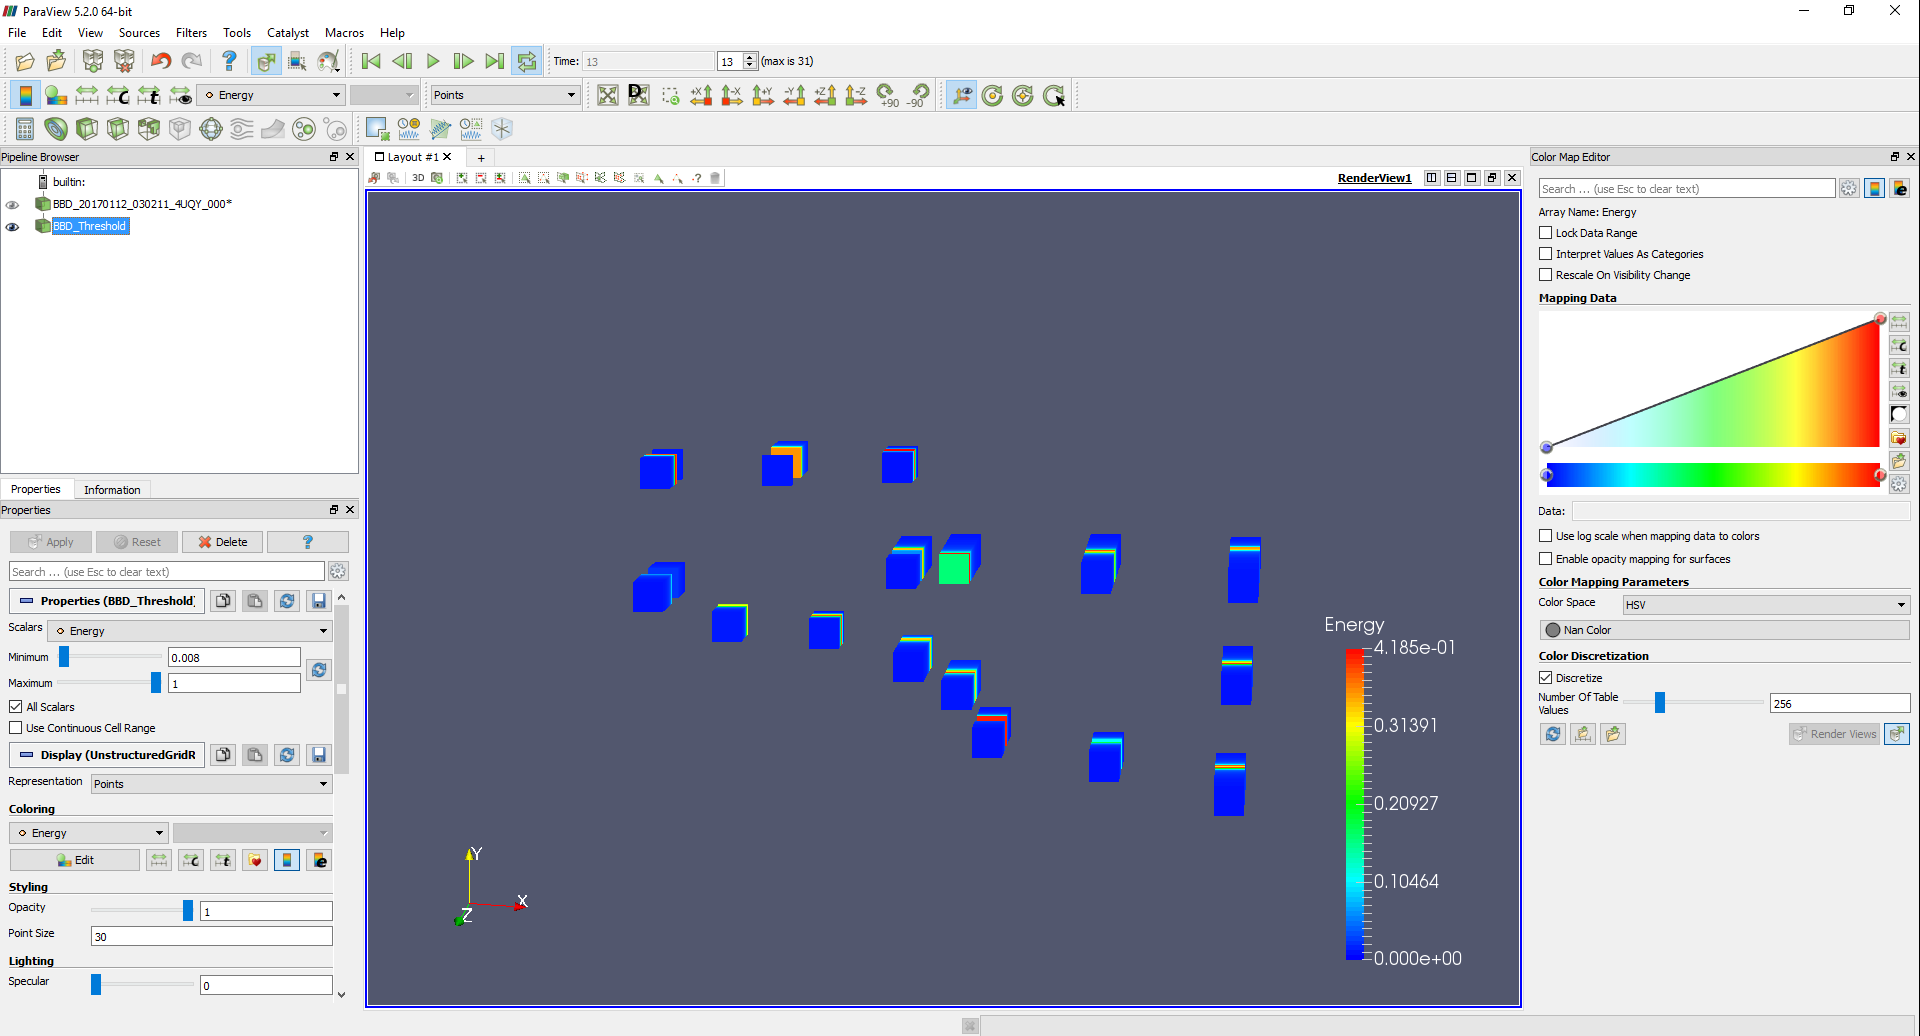 ParaView 5.2.0 64-bit
File Edit View Sources Filters Tools Catalyst Macros Help
Time: 13 13 (max is 31)
Energy Points
+X -X +Y -Y +Z -Z +90 -90
Pipeline Browser
builtin:
BBD_20170112_030211_4UQY_000*
BBD_Threshold
Properties Information
Properties
Apply Reset Delete ?
Search ... (use Esc to clear text)
Properties (BBD_Threshold)
Scalars Energy
Minimum 0.008
Maximum 1
All Scalars
Use Continuous Cell Range
Display (UnstructuredGridR
Representation Points
Coloring
Energy
Edit
Styling
Opacity 1
Point Size 30
Lighting
Specular 0
Layout #1 +
3D RenderView1
Energy
4.185e-01
0.31391
0.20927
0.10464
0.000e+00
Y
X
Z
Color Map Editor
Search ... (use Esc to clear text)
Array Name: Energy
Lock Data Range
Interpret Values As Categories
Rescale On Visibility Change
Mapping Data
Data:
Use log scale when mapping data to colors
Enable opacity mapping for surfaces
Color Mapping Parameters
Color Space HSV
Nan Color
Color Discretization
Discretize
Number Of Table
Values 256
Render Views